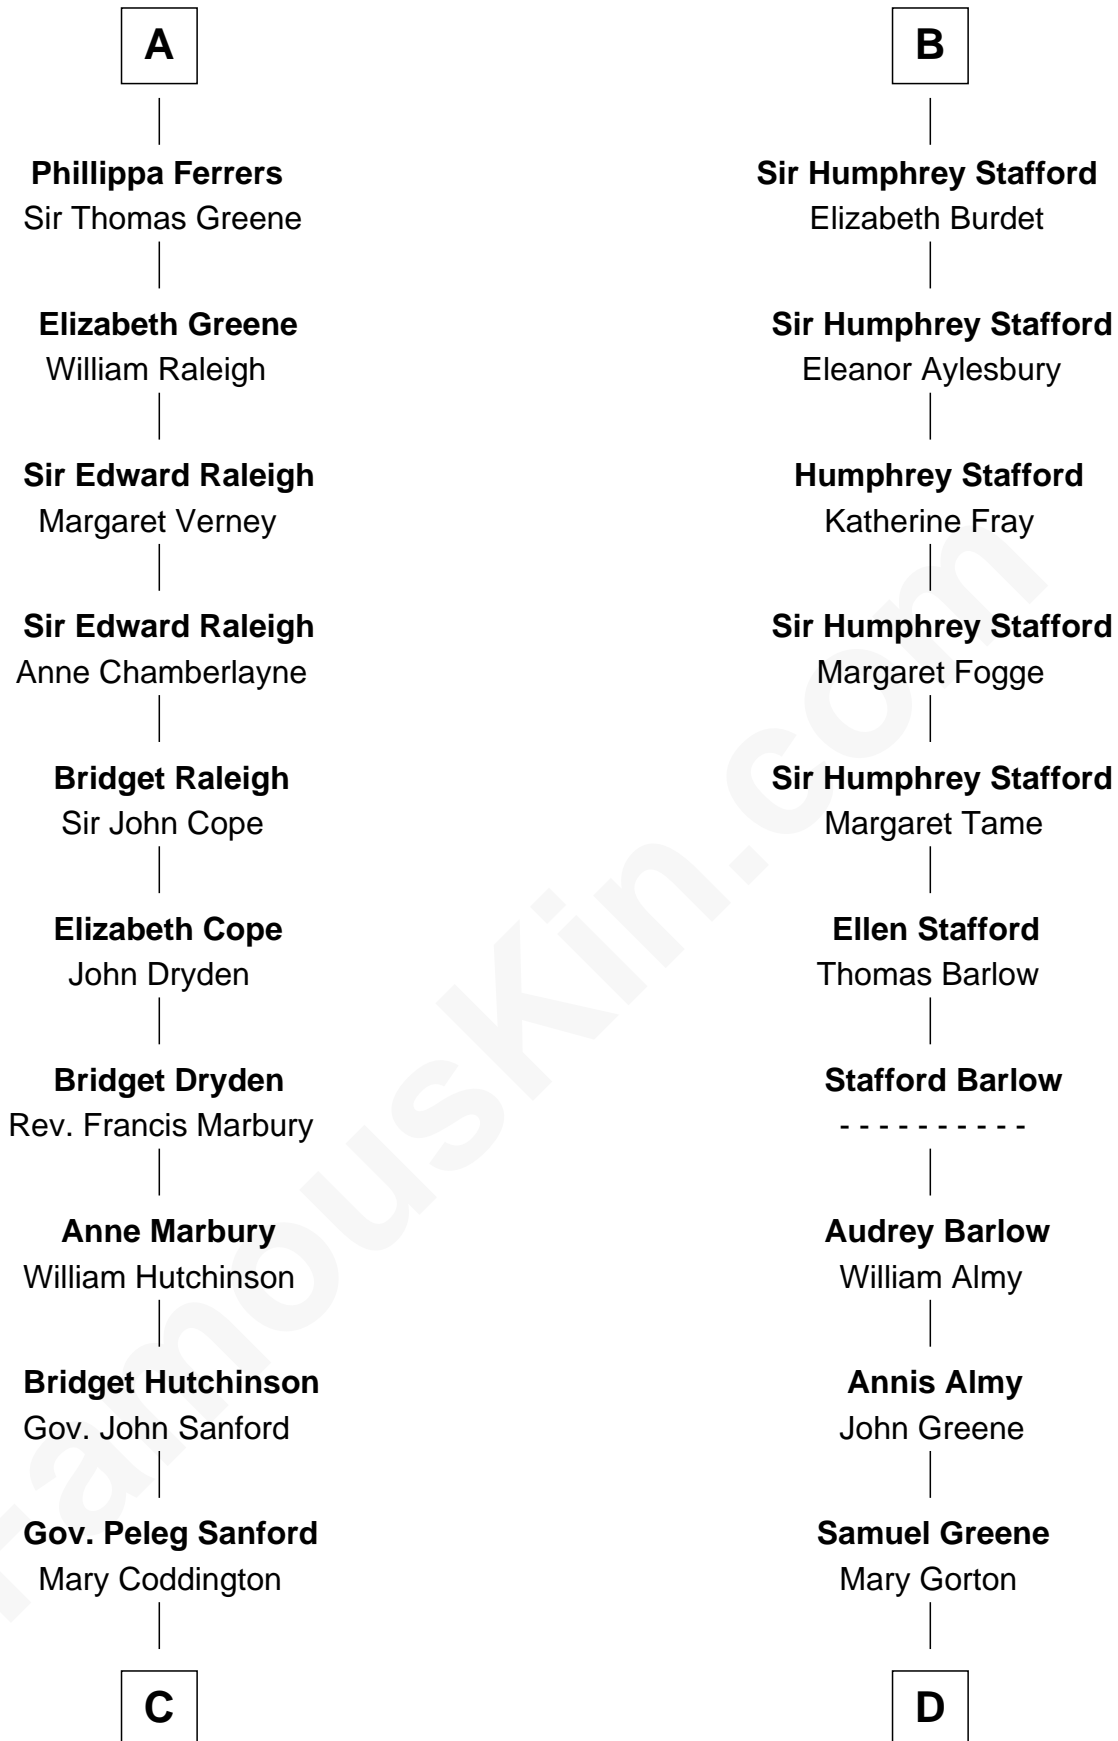 A
Phillippa Ferrers
Sir Thomas Greene
Elizabeth Greene
William Raleigh
Sir Edward Raleigh
Margaret Verney
Sir Edward Raleigh
Anne Chamberlayne
Bridget Raleigh
Sir John Cope
Elizabeth Cope
John Dryden
Bridget Dryden
Rev. Francis Marbury
Anne Marbury
William Hutchinson
Bridget Hutchinson
Gov. John Sanford
Gov. Peleg Sanford
Mary Coddington
C
B
Sir Humphrey Stafford
Elizabeth Burdet
Sir Humphrey Stafford
Eleanor Aylesbury
Humphrey Stafford
Katherine Fray
Sir Humphrey Stafford
Margaret Fogge
Sir Humphrey Stafford
Margaret Tame
Ellen Stafford
Thomas Barlow
Stafford Barlow
- - - - - - - - - -
Audrey Barlow
William Almy
Annis Almy
John Greene
Samuel Greene
Mary Gorton
D
FamousKin.com